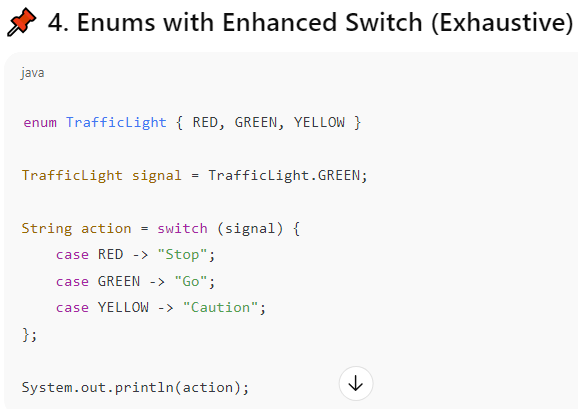 📌 4. Enums with Enhanced Switch (Exhaustive)
java
enum TrafficLight { RED, GREEN, YELLOW }
TrafficLight signal = TrafficLight.GREEN;
String action = switch (signal) {
    case RED -> "Stop";
    case GREEN -> "Go";
    case YELLOW -> "Caution";
};
System.out.println(action);